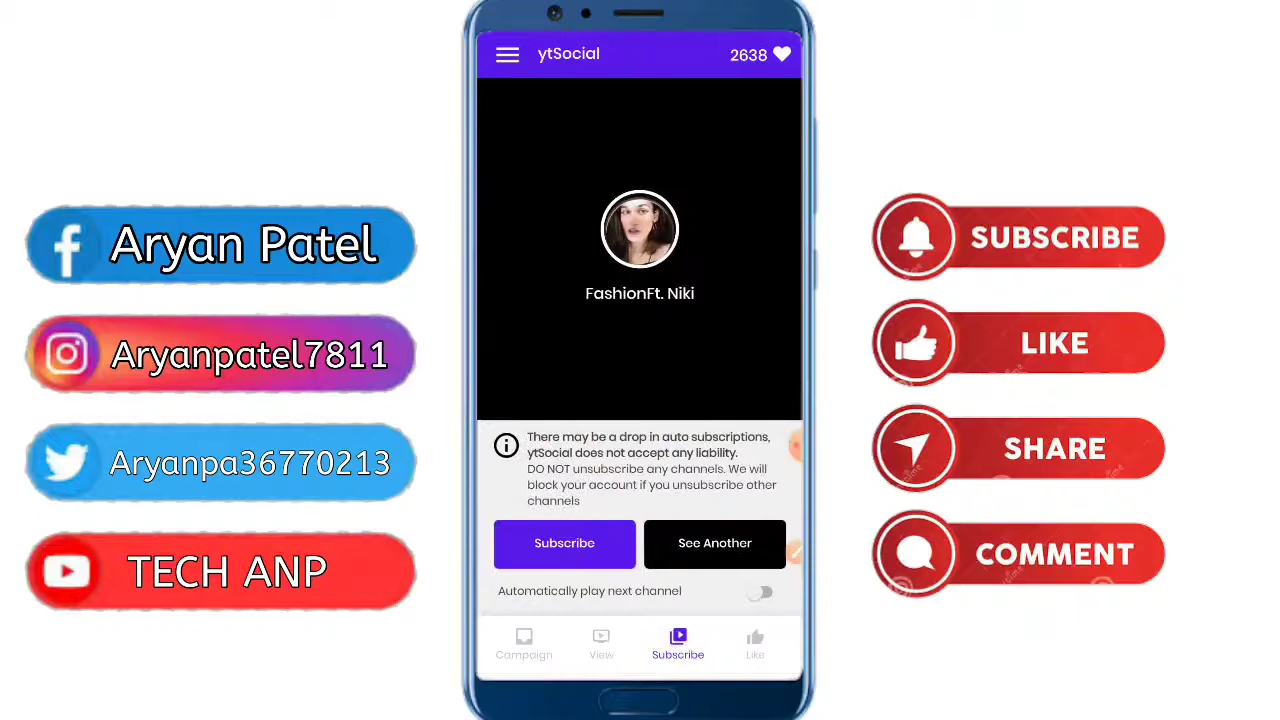 Aryan Patel
Aryanpatel7811
Aryanpa36770213
TECH ANP
ytSocial
2638
FashionFt. Niki
There may be a drop in auto subscriptions,
ytSocial does not accept any liability.
DO NOT unsubscribe any channels. We will
block your account if you unsubscribe other
channels
Subscribe
See Another
Automatically play next channel
Campaign
View
Subscribe
Like
SUBSCRIBE
LIKE
SHARE
COMMENT